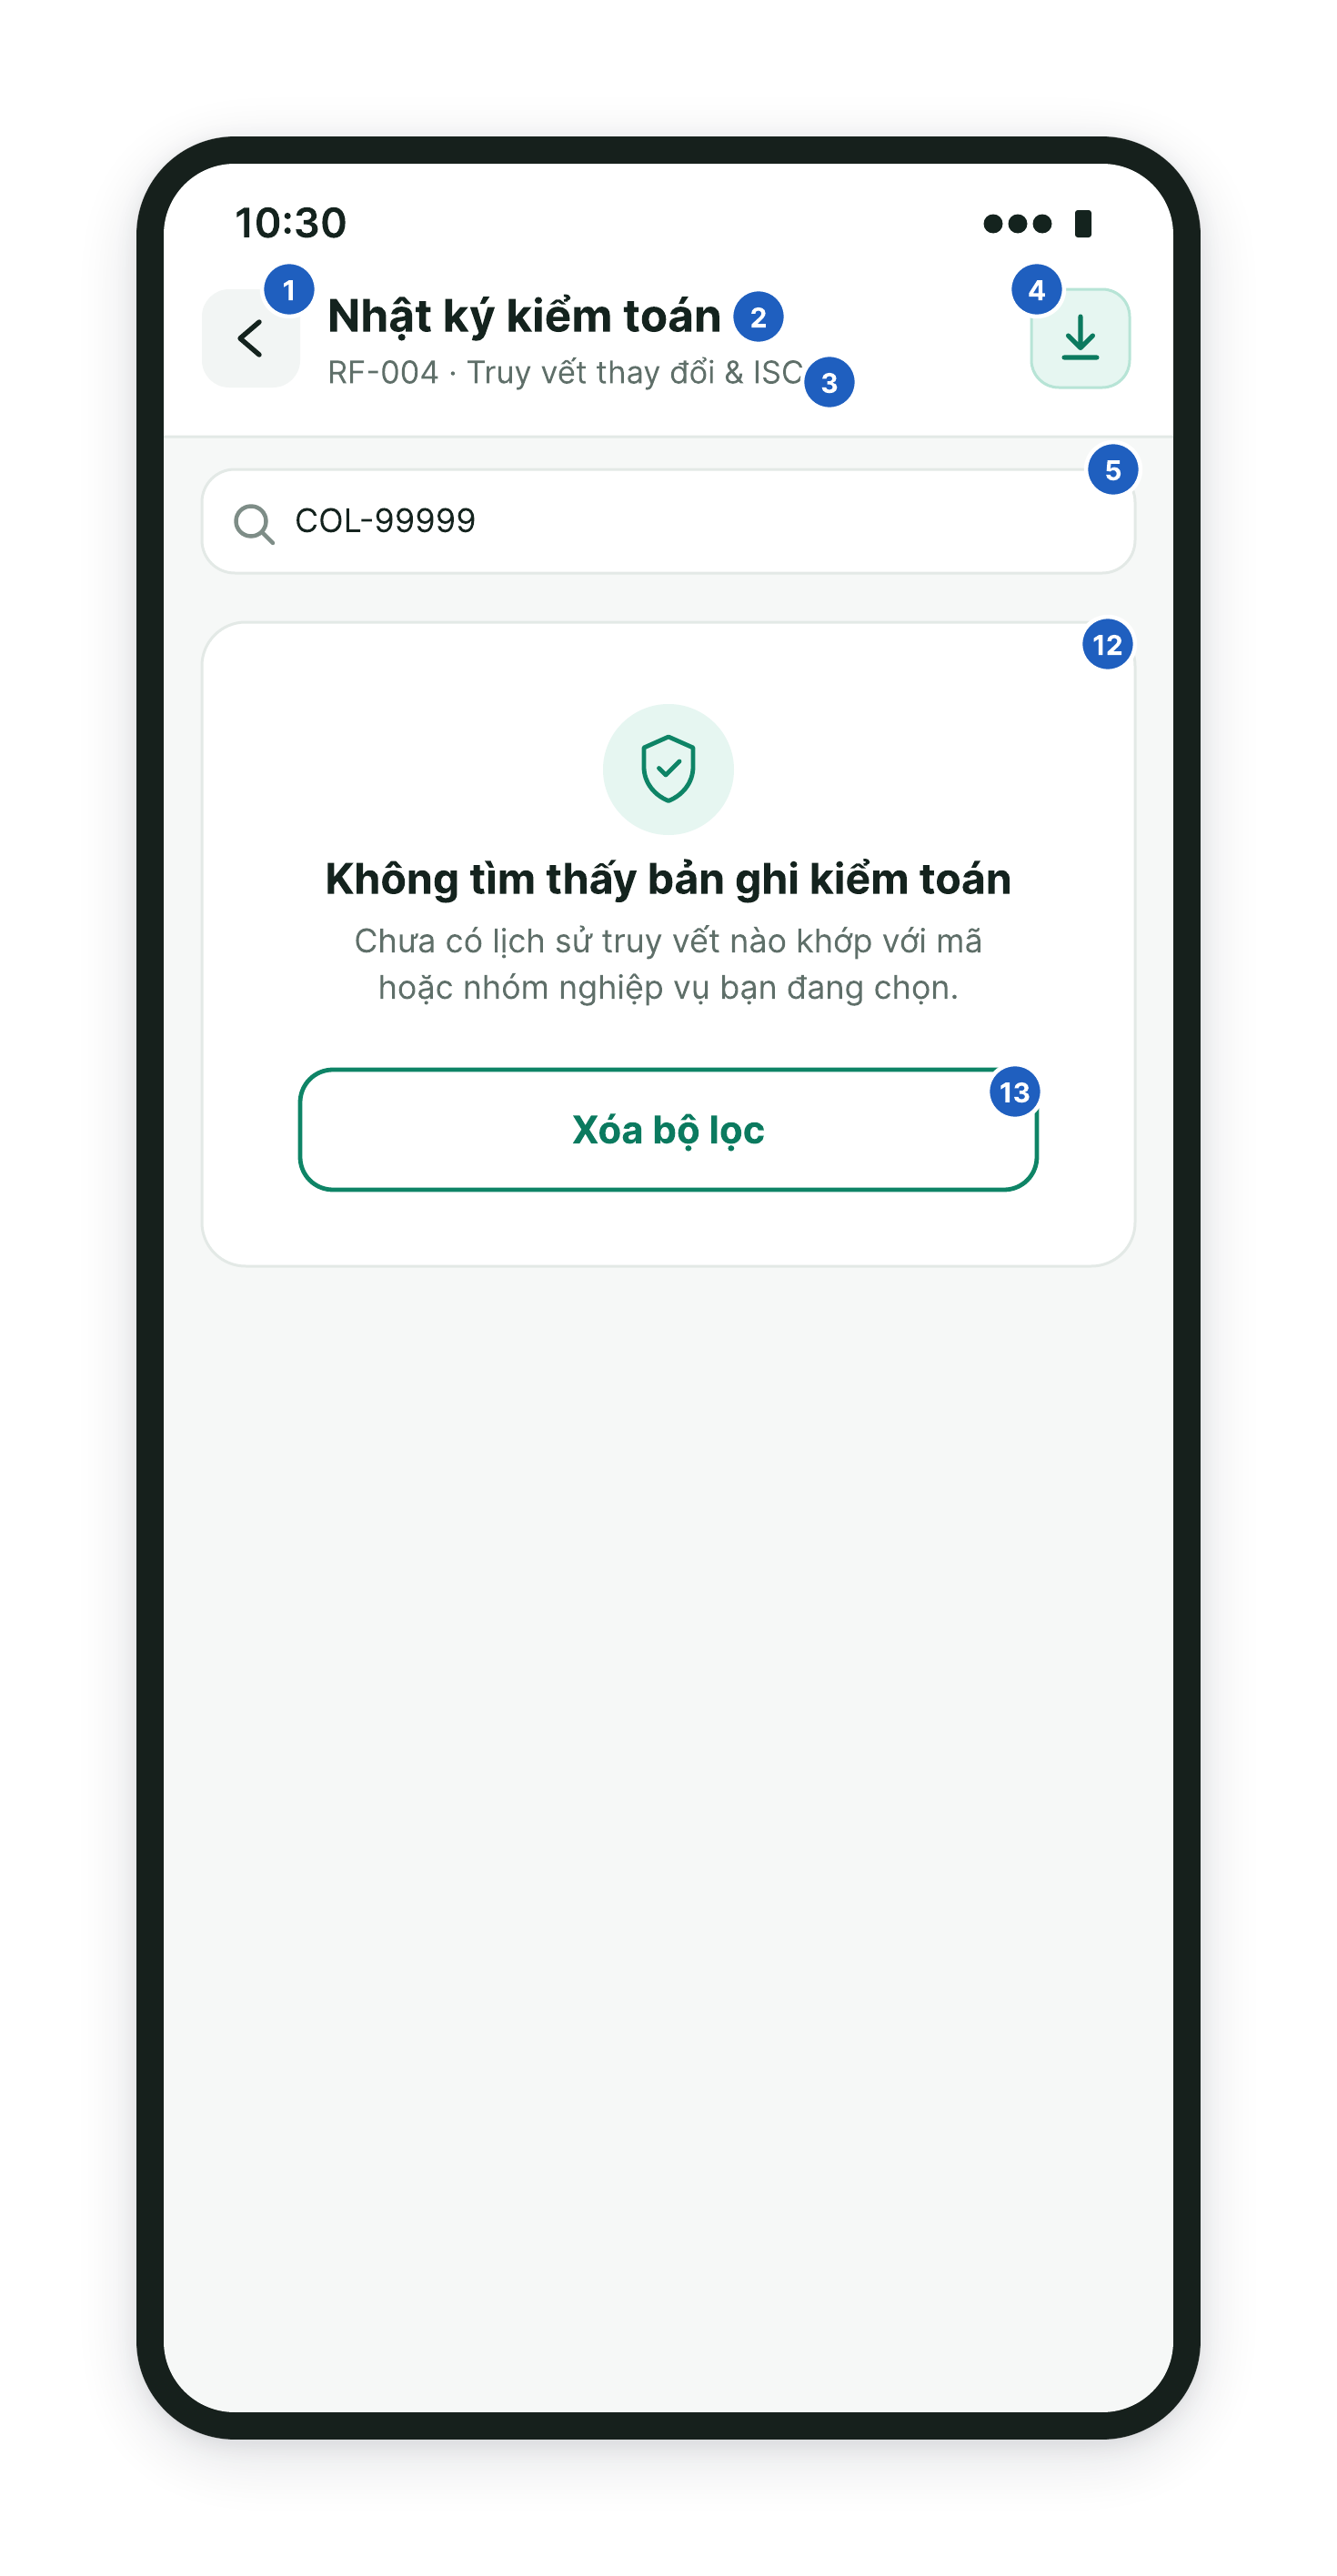 10:30
1
Nhật ký kiểm toán 2
4
RF-004 · Truy vết thay đổi & ISC 3
5
COL-99999
12
Không tìm thấy bản ghi kiểm toán
Chưa có lịch sử truy vết nào khớp với mã
hoặc nhóm nghiệp vụ bạn đang chọn.
13
Xóa bộ lọc